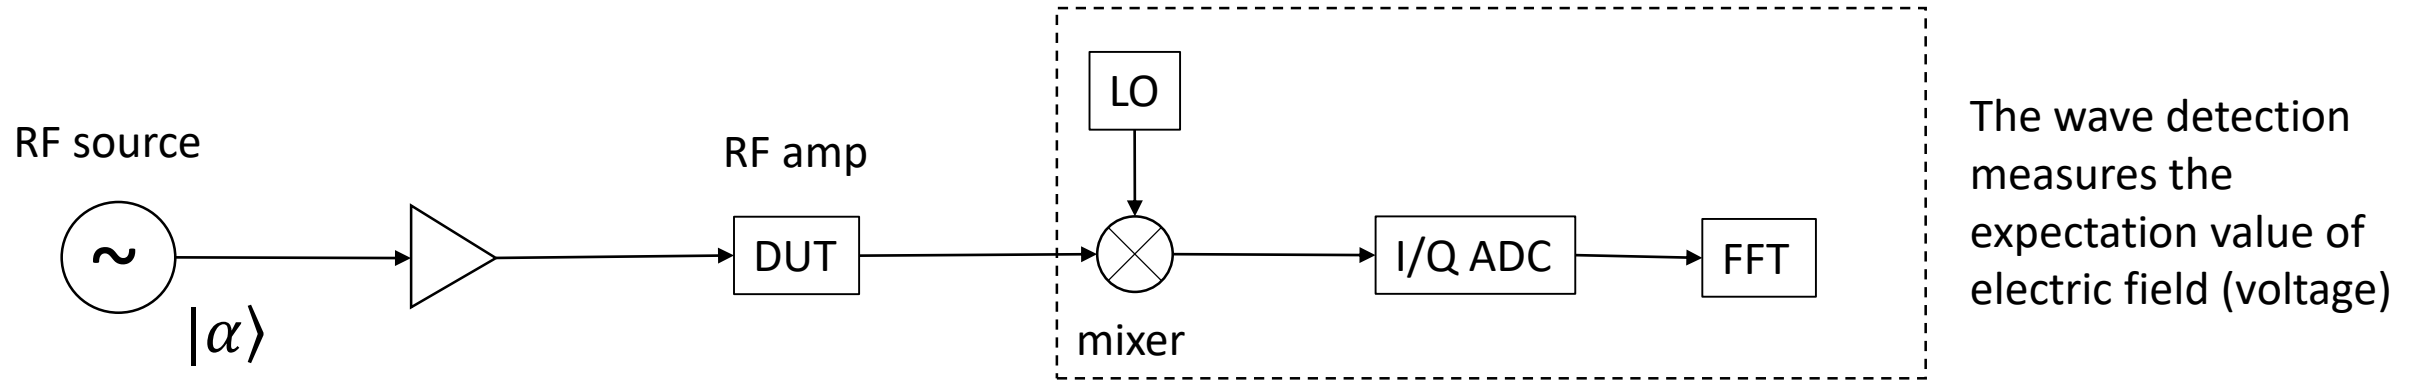 RF source
~
|α⟩
RF amp
DUT
LO
mixer
I/Q ADC
FFT
The wave detection
measures the
expectation value of
electric field (voltage)